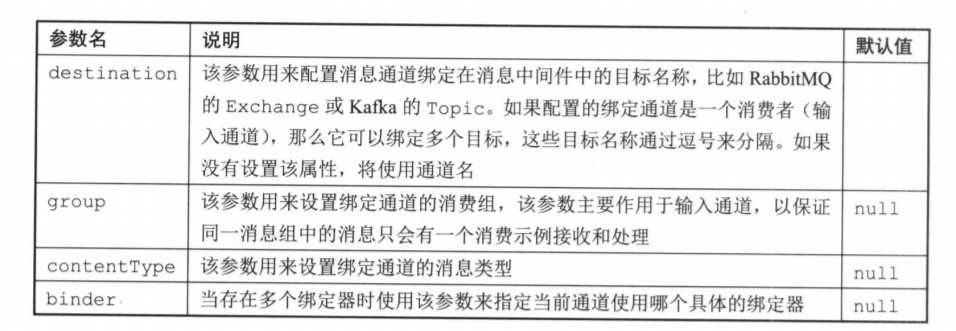 参数名 说明 默认值
destination 该参数用来配置消息通道绑定在消息中间件中的目标名称，比如 RabbitMQ
的 Exchange 或 Kafka 的 Topic。如果配置的绑定通道是一个消费者（输
入通道），那么它可以绑定多个目标，这些目标名称通过逗号来分隔。如果
没有设置该属性，将使用通道名
group 该参数用来设置绑定通道的消费组，该参数主要作用于输入通道，以保证 null
同一消息组中的消息只会有一个消费示例接收和处理
contentType 该参数用来设置绑定通道的消息类型 null
binder 当存在多个绑定器时使用该参数来指定当前通道使用哪个具体的绑定器 null